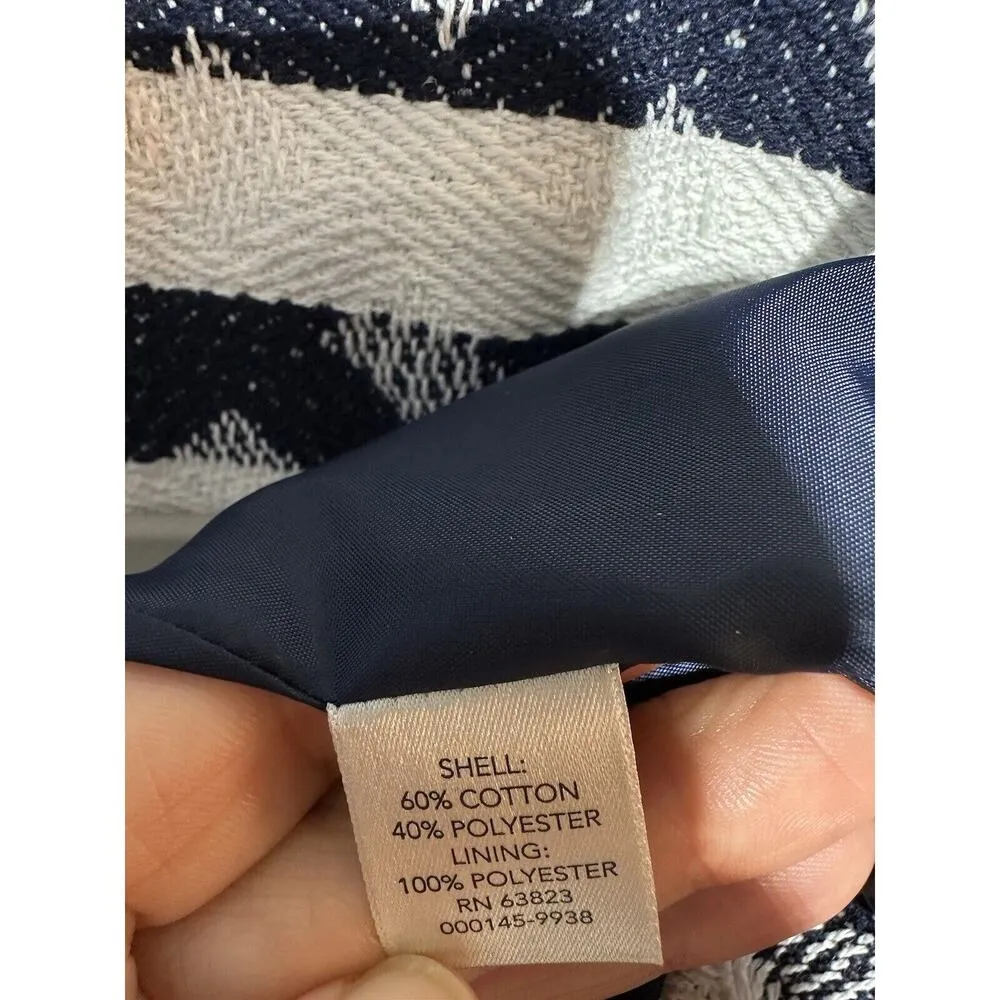 SHELL:
60% COTTON
40% POLYESTER
LINING:
100% POLYESTER
RN 63823
000145-9938